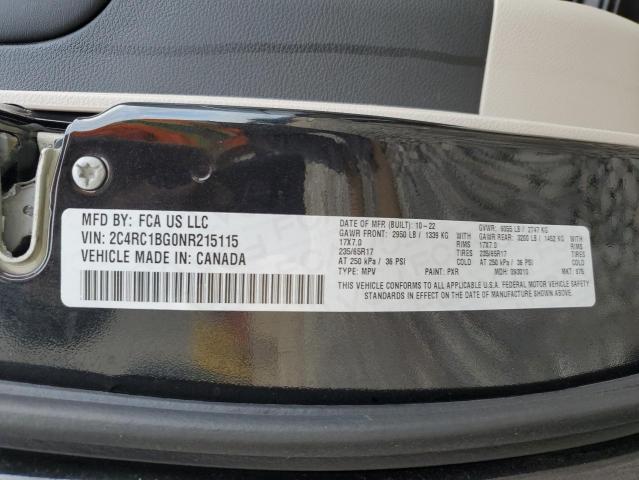 MFD BY: FCA US LLC
VIN: 2C4RC1BG0NR215115
VEHICLE MADE IN: CANADA
DATE OF MFR (BUILT): 10-22
GAWR FRONT: 2950 LB / 1339 KG WITH
17X7.0 RIMS
235/65R17 TIRES
AT 250 kPa / 36 PSI COLD
TYPE: MPV PAINT: PXR
GVWR: 6055 LB / 2747 KG
GAWR REAR: 3200 LB / 1452 KG WITH
17X7.0 RIMS
235/65R17 TIRES
AT 250 kPa / 36 PSI COLD
MDH: 093010 MKT:
THIS VEHICLE CONFORMS TO ALL APPLICABLE U.S.A. FEDERAL MOTOR VEHICLE SAFETY
STANDARDS IN EFFECT ON THE DATE OF MANUFACTURE SHOWN ABOVE.